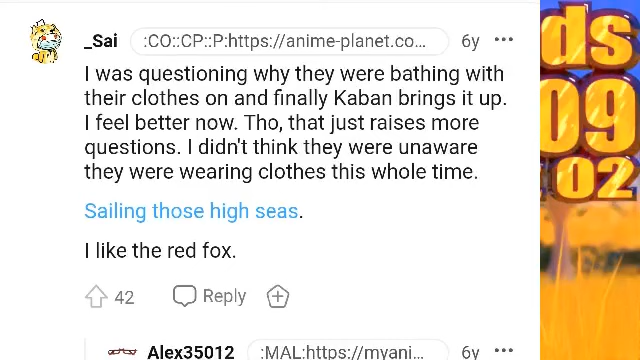 _Sai :CO::CP::P:https://anime-planet.co... 6y
I was questioning why they were bathing with
their clothes on and finally Kaban brings it up.
I feel better now. Tho, that just raises more
questions. I didn't think they were unaware
they were wearing clothes this whole time.
Sailing those high seas.
I like the red fox.
42 Reply
Alex35012 :MAL:https://myani... 6y
ds
09
02